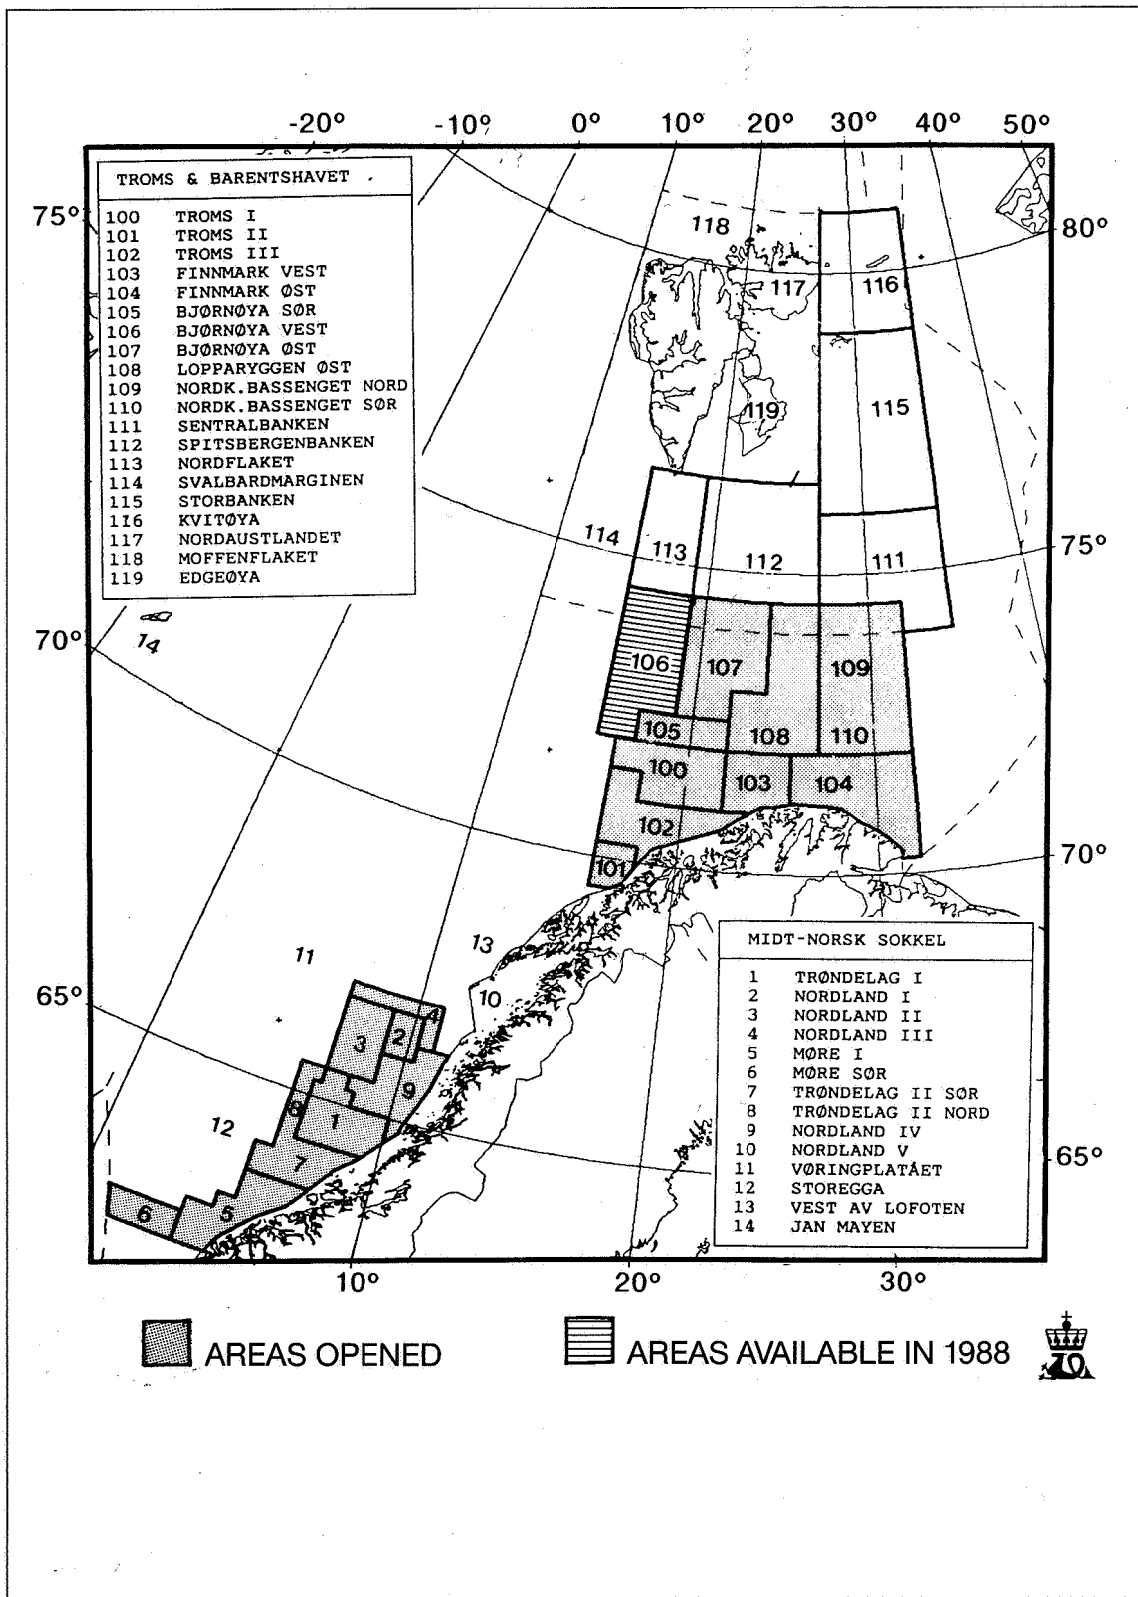 -20° -10° 0° 10° 20° 30° 40° 50°
TROMS & BARENTSHAVET
100 TROMS I
101 TROMS II
102 TROMS III
103 FINNMARK VEST
104 FINNMARK ØST
105 BJØRNØYA SØR
106 BJØRNØYA VEST
107 BJØRNØYA ØST
108 LOPPARYGGEN ØST
109 NORDK.BASSENGET NORD
110 NORDK.BASSENGET SØR
111 SENTRALBANKEN
112 SPITSBERGENBANKEN
113 NORDFLAKET
114 SVALBARDMARGINEN
115 STORBANKEN
116 KVITØYA
117 NORDAUSTLANDET
118 MOFFENFLAKET
119 EDGEØYA
75°
70°
65°
80°
75°
70°
65°
118
117
116
119
115
114
113
112
111
14
106
107
109
105
108
110
100
103
104
102
101
13
11
10
4
3
2
9
8
1
12
7
6
5
MIDT-NORSK SOKKEL
1 TRØNDELAG I
2 NORDLAND I
3 NORDLAND II
4 NORDLAND III
5 MØRE I
6 MØRE SØR
7 TRØNDELAG II SØR
8 TRØNDELAG II NORD
9 NORDLAND IV
10 NORDLAND V
11 VØRINGPLATÅET
12 STOREGGA
13 VEST AV LOFOTEN
14 JAN MAYEN
10° 20° 30°
AREAS OPENED
AREAS AVAILABLE IN 1988